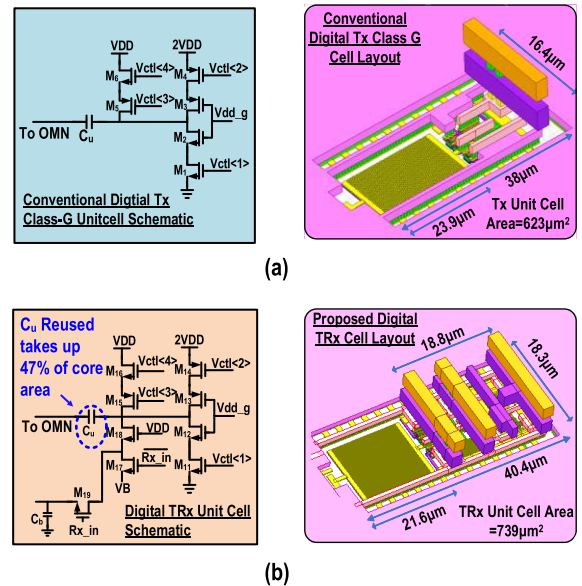 VDD
2VDD
M6
Vctl<4>
M4
Vctl<2>
M5
Vctl<3>
M3
Vdd_g
To OMN
Cu
M2
M1
Vctl<1>
Conventional Digtial Tx
Class-G Unitcell Schematic
Conventional
Digital Tx Class G
Cell Layout
16.4μm
38μm
23.9μm
Tx Unit Cell
Area=623μm²
(a)
Cu Reused
takes up
47% of core
area
VDD
2VDD
M16
Vctl<4>
M14
Vctl<2>
M15
Vctl<3>
M13
Vdd_g
To OMN
Cu
M18
VDD
M12
Rx_in
M17
M11
Vctl<1>
VB
M19
Cb
Rx_in
Digital TRx Unit Cell
Schematic
Proposed Digital
TRx Cell Layout
18.8μm
18.3μm
40.4μm
21.6μm
TRx Unit Cell Area
=739μm²
(b)